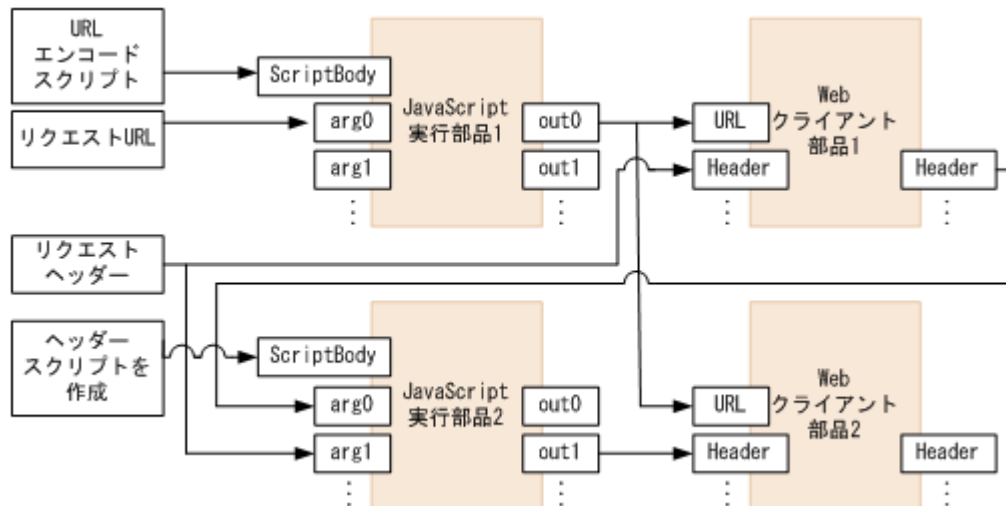 URL
エンコード
スクリプト
リクエストURL
ScriptBody
arg0
arg1
⋮
JavaScript
実行部品1
out0
out1
⋮
URL
Header
⋮
Web
クライアント
部品1
Header
⋮
リクエスト
ヘッダー
ヘッダー
スクリプトを
作成
ScriptBody
arg0
arg1
⋮
JavaScript
実行部品2
out0
out1
⋮
URL
Header
⋮
Web
クライアント
部品2
Header
⋮